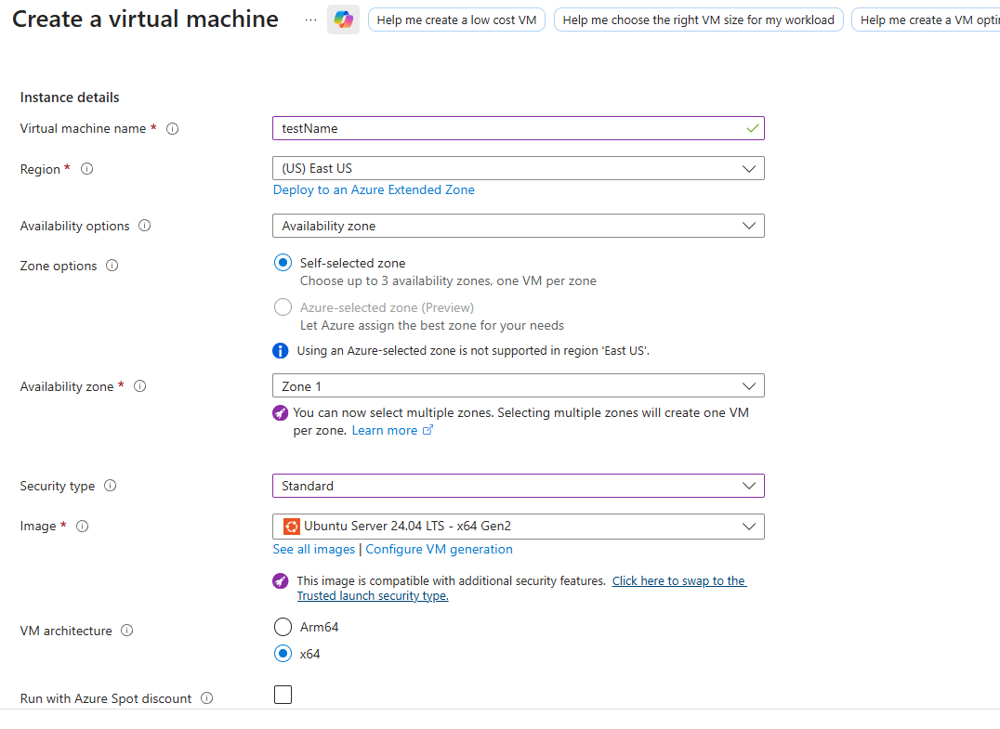 Create a virtual machine ...
Help me create a low cost VM
Help me choose the right VM size for my workload
Help me create a VM opti
Instance details
Virtual machine name *
testName
Region *
(US) East US
Deploy to an Azure Extended Zone
Availability options
Availability zone
Zone options
Self-selected zone
Choose up to 3 availability zones, one VM per zone
Azure-selected zone (Preview)
Let Azure assign the best zone for your needs
Using an Azure-selected zone is not supported in region 'East US'.
Availability zone *
Zone 1
You can now select multiple zones. Selecting multiple zones will create one VM
per zone. Learn more
Security type
Standard
Image *
Ubuntu Server 24.04 LTS - x64 Gen2
See all images | Configure VM generation
This image is compatible with additional security features. Click here to swap to the
Trusted launch security type.
VM architecture
Arm64
x64
Run with Azure Spot discount